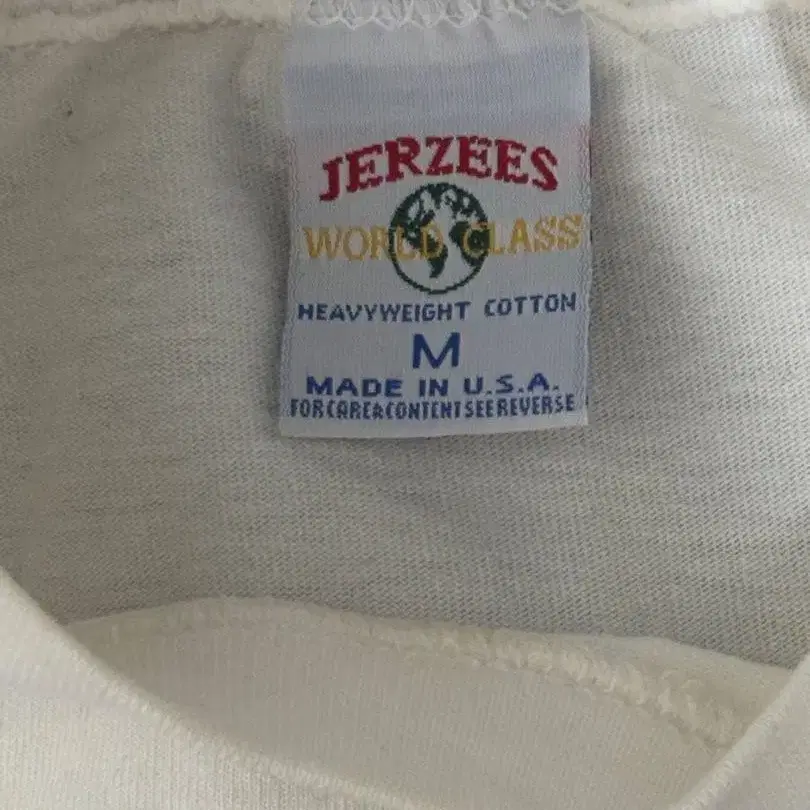 JERZEES
WORLD CLASS
HEAVYWEIGHT COTTON
M
MADE IN U.S.A.
FOR CARE & CONTENT SEE REVERSE